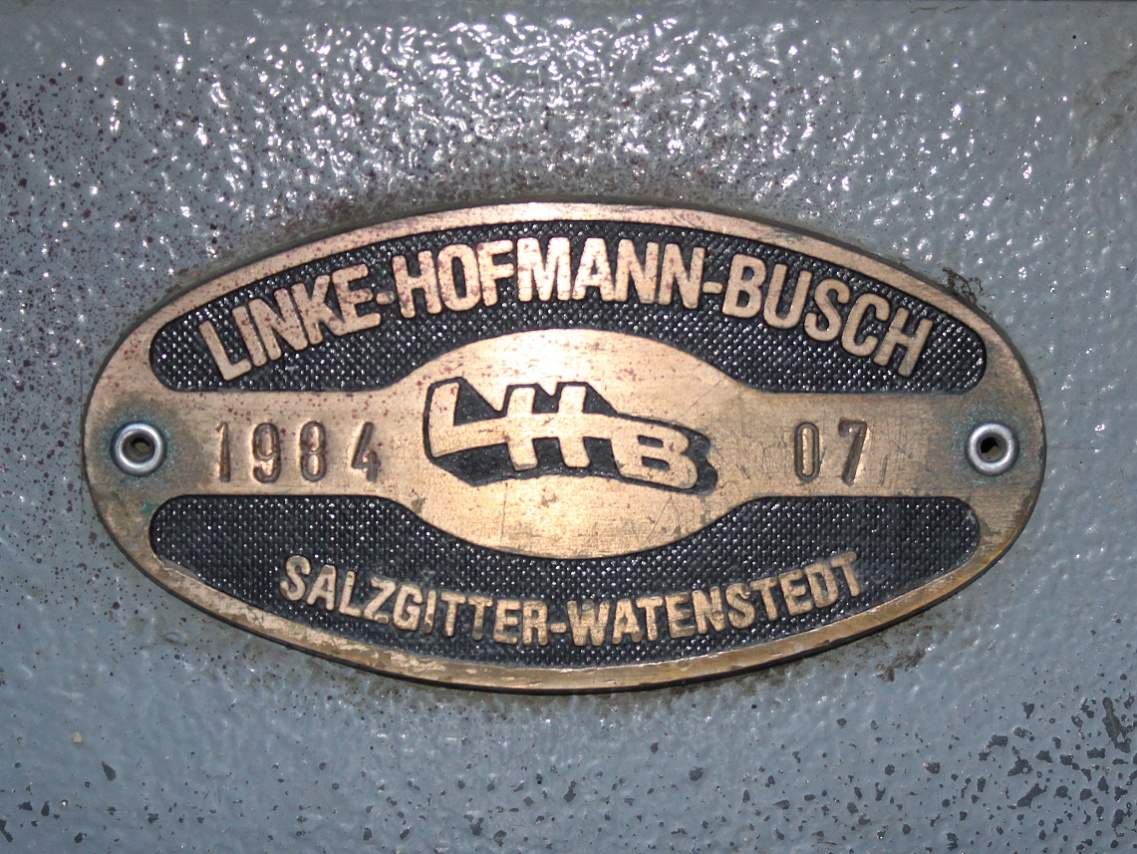 LINKE-HOFMANN-BUSCH
1984 LHB 07
SALZGITTER-WATENSTEDT